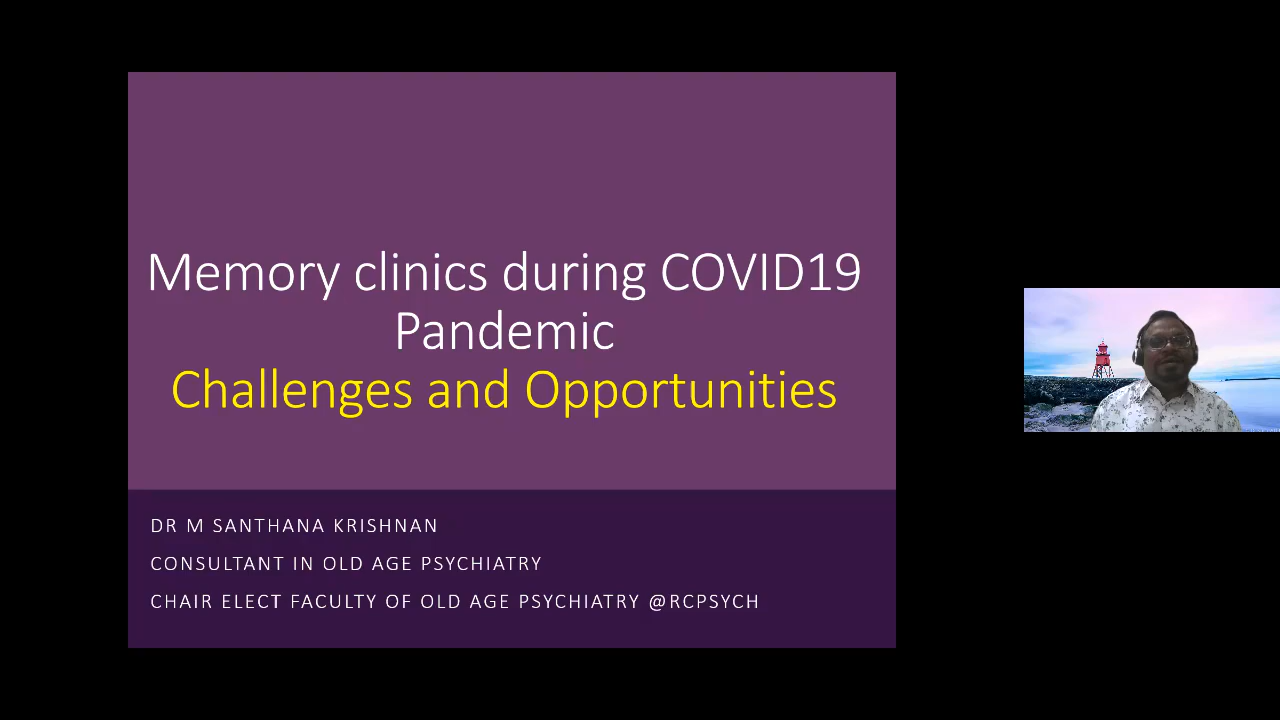 Memory clinics during COVID19
Pandemic
Challenges and Opportunities
DR M SANTHANA KRISHNAN
CONSULTANT IN OLD AGE PSYCHIATRY
CHAIR ELECT FACULTY OF OLD AGE PSYCHIATRY @RCPSYCH